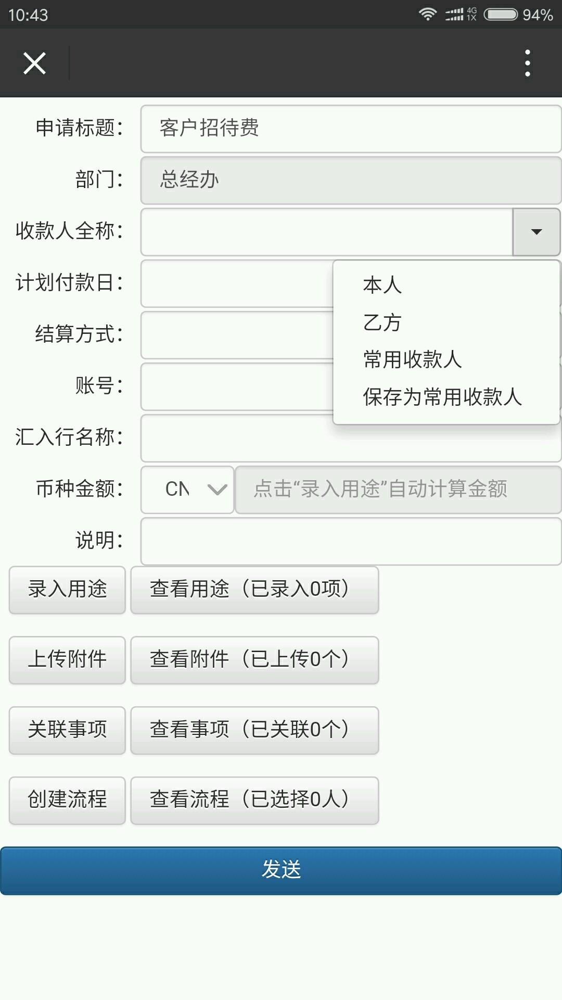 10:43
4G
1X
94%
申请标题：
客户招待费
部门：
总经办
收款人全称：
计划付款日：
本人
乙方
结算方式：
常用收款人
账号：
保存为常用收款人
汇入行名称：
币种金额：
CN
点击“录入用途”自动计算金额
说明：
录入用途
查看用途（已录入0项）
上传附件
查看附件（已上传0个）
关联事项
查看事项（已关联0个）
创建流程
查看流程（已选择0人）
发送